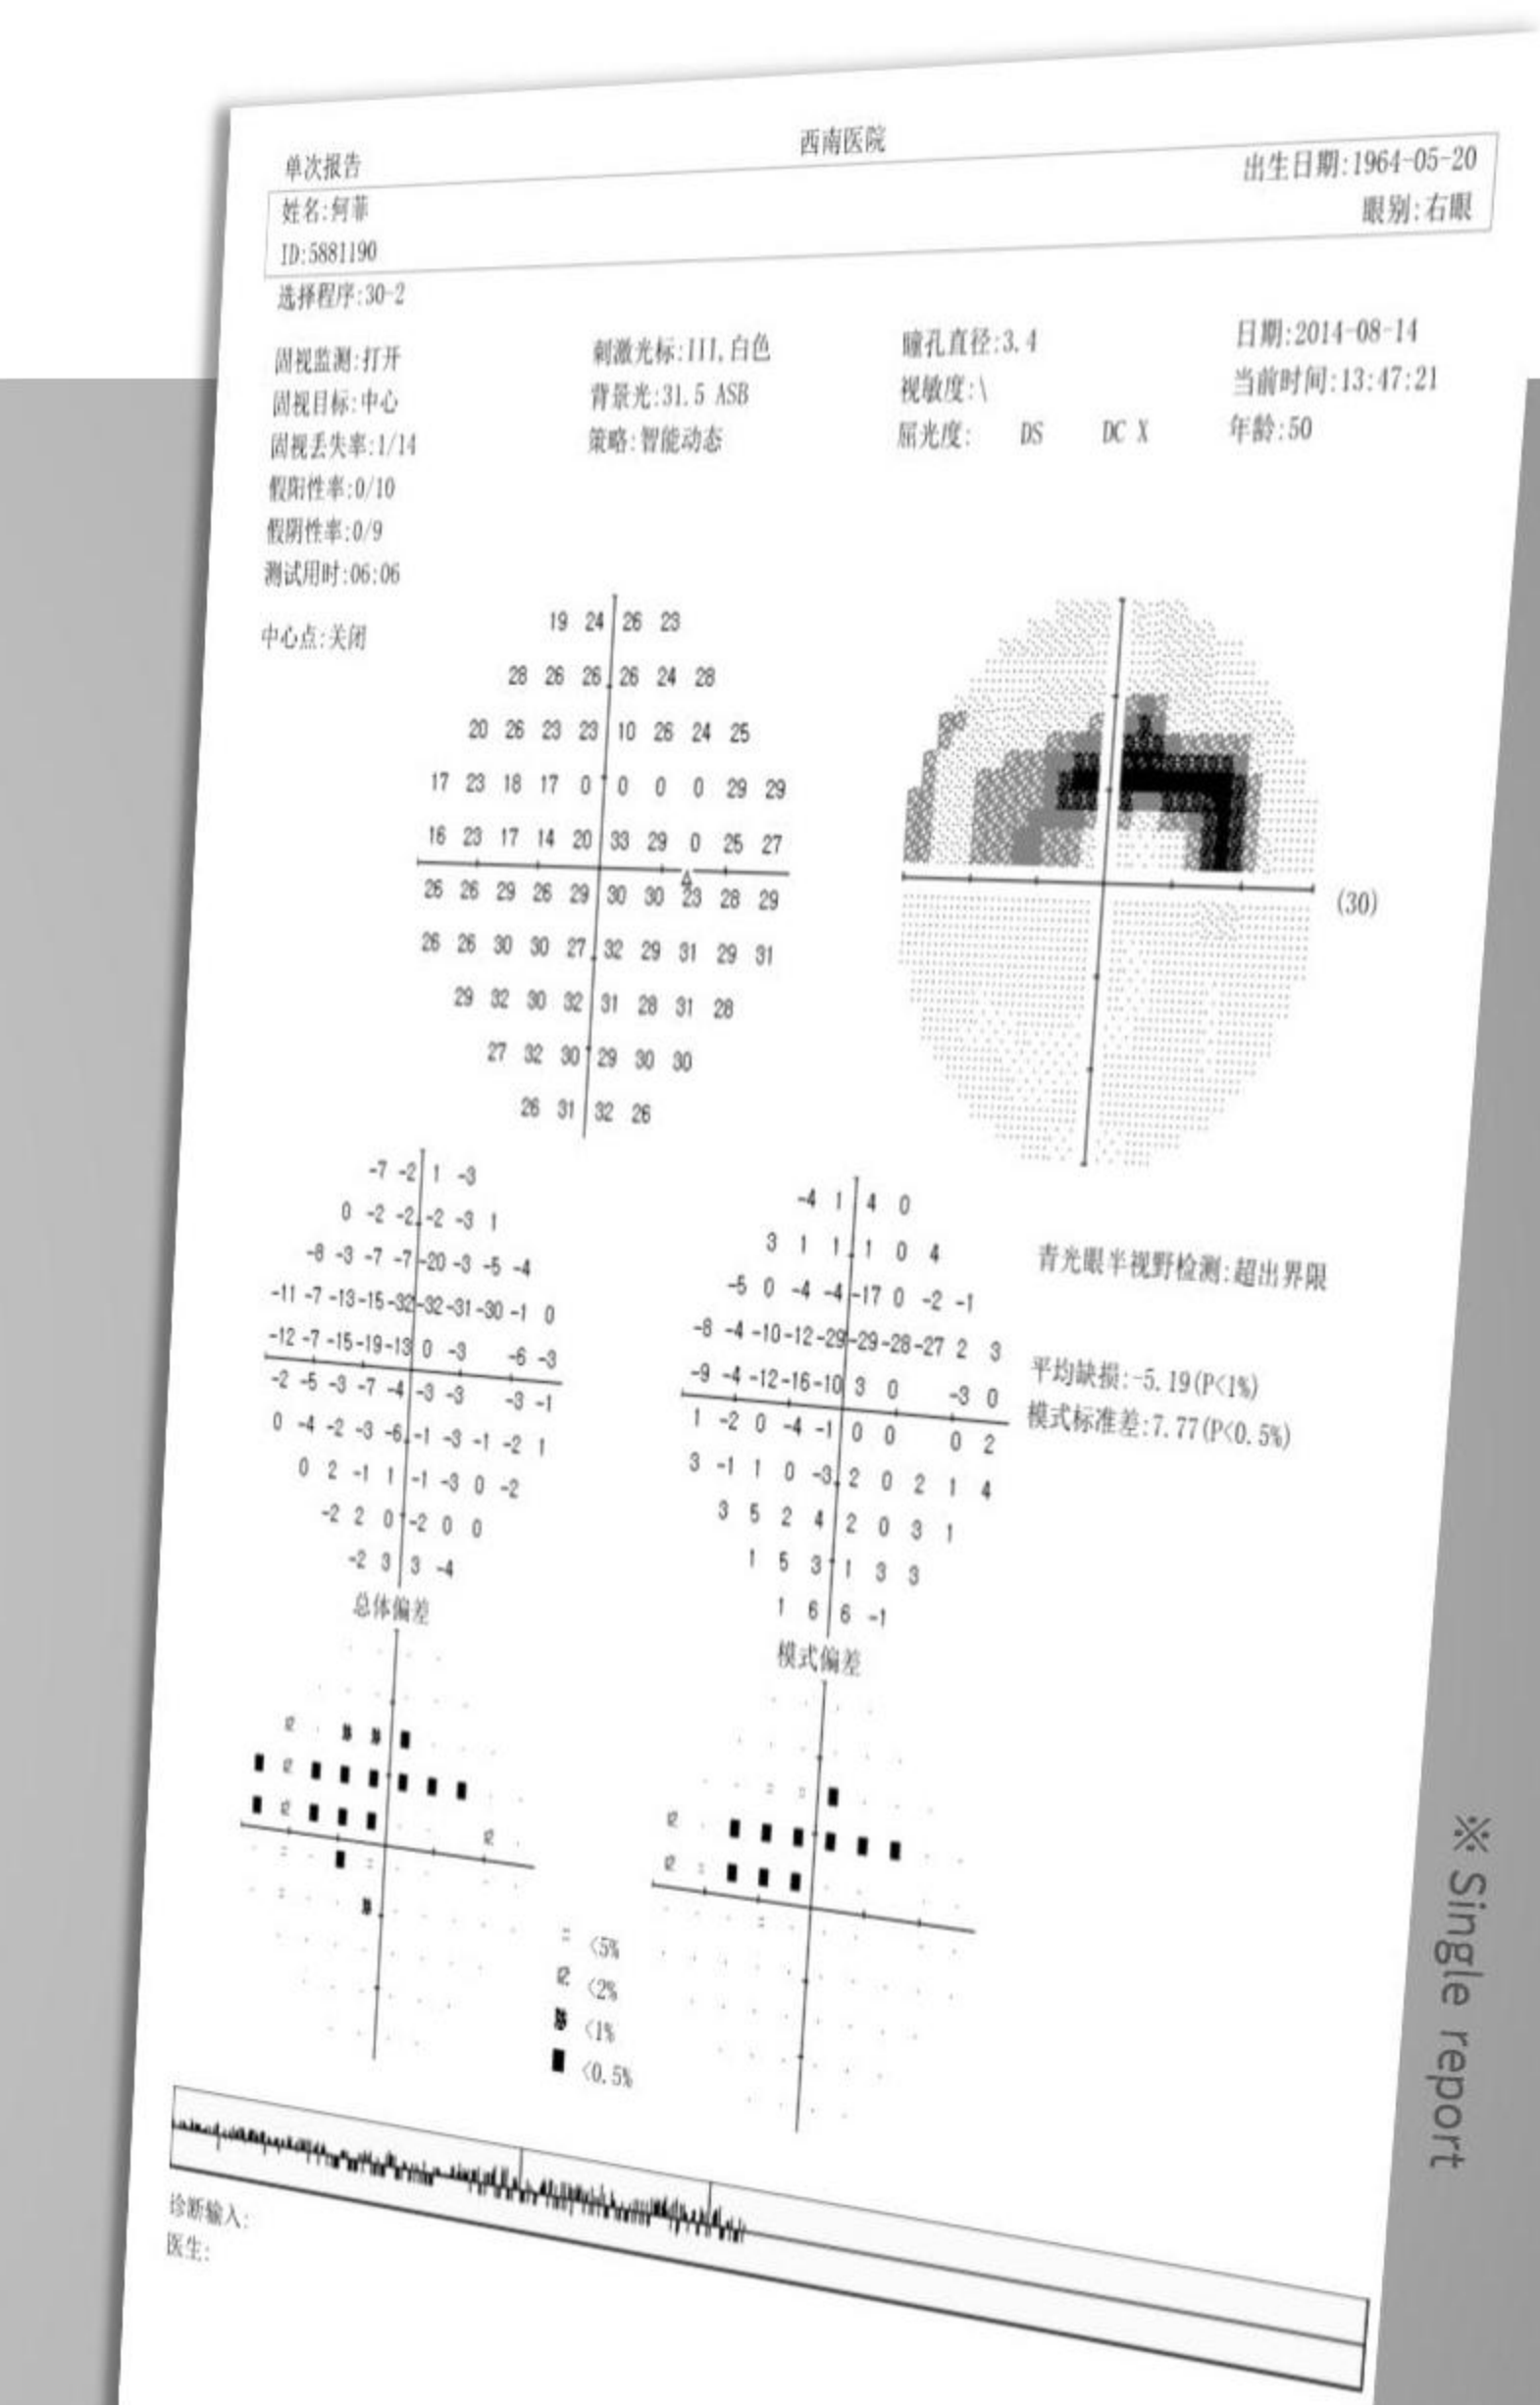 西南医院
单次报告
姓名:何菲
出生日期:1964-05-20
ID:5881190
眼别:右眼
选择程序:30-2
固视监测:打开
刺激光标:III,白色
瞳孔直径:3.4
日期:2014-08-14
固视目标:中心
背景光:31.5 ASB
视敏度:\
当前时间:13:47:21
固视丢失率:1/14
策略:智能动态
屈光度: DS DC X
年龄:50
假阳性率:0/10
假阴性率:0/9
测试用时:06:06
中心点:关闭
19 24 26 23
28 26 26 26 24 28
20 26 23 23 10 26 24 25
17 23 18 17 0 0 0 0 29 29
16 23 17 14 20 33 29 0 25 27
26 26 29 26 29 30 30 23 28 29
26 26 30 30 27 32 29 31 29 31
29 32 30 32 31 28 31 28
27 32 30 29 30 30
26 31 32 26
(30)
-7 -2 1 -3
0 -2 -2 -2 -3 1
-8 -3 -7 -7 -20 -3 -5 -4
-11 -7 -13 -15 -32 -32 -31 -30 -1 0
-12 -7 -15 -19 -13 0 -3 -6 -3
-2 -5 -3 -7 -4 -3 -3 -3 -1
0 -4 -2 -3 -6 -1 -3 -1 -2 1
0 2 -1 1 -1 -3 0 -2
-2 2 0 -2 0 0
-2 3 3 -4
总体偏差
-4 1 4 0
3 1 1 1 0 4
-5 0 -4 -4 -17 0 -2 -1
-8 -4 -10 -12 -29 -29 -28 -27 2 3
-9 -4 -12 -16 -10 3 0 -3 0
1 -2 0 -4 -1 0 0 0 2
3 -1 1 0 -3 2 0 2 1 4
3 5 2 4 2 0 3 1
1 5 3 1 3 3
1 6 6 -1
模式偏差
青光眼半视野检测:超出界限
平均缺损:-5.19(P<1%)
模式标准差:7.77(P<0.5%)
<5%
<2%
<1%
<0.5%
诊断输入:
医生:
※ Single report